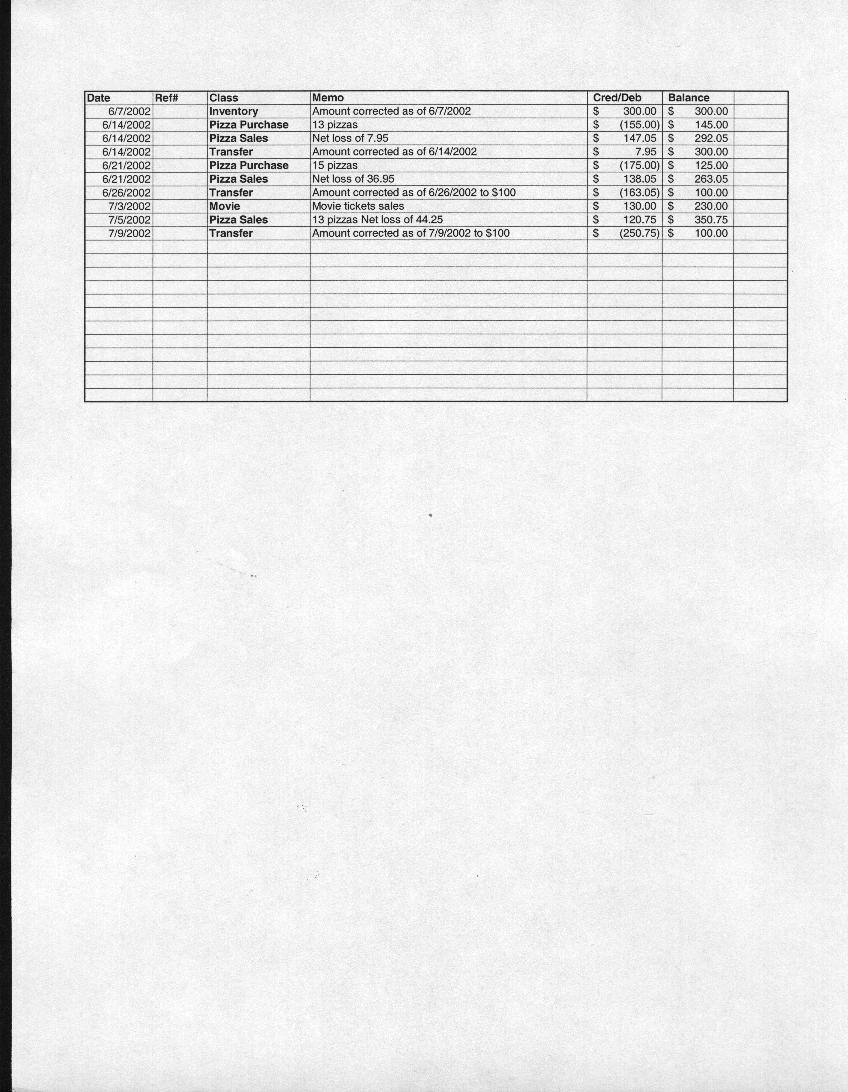 Date Ref# Class Memo Cred/Deb Balance
6/7/2002 Inventory Amount corrected as of 6/7/2002 $ 300.00 $ 300.00
6/14/2002 Pizza Purchase 13 pizzas $ (155.00) $ 145.00
6/14/2002 Pizza Sales Net loss of 7.95 $ 147.05 $ 292.05
6/14/2002 Transfer Amount corrected as of 6/14/2002 $ 7.95 $ 300.00
6/21/2002 Pizza Purchase 15 pizzas $ (175.00) $ 125.00
6/21/2002 Pizza Sales Net loss of 36.95 $ 138.05 $ 263.05
6/26/2002 Transfer Amount corrected as of 6/26/2002 to $100 $ (163.05) $ 100.00
7/3/2002 Movie Movie tickets sales $ 130.00 $ 230.00
7/5/2002 Pizza Sales 13 pizzas Net loss of 44.25 $ 120.75 $ 350.75
7/9/2002 Transfer Amount corrected as of 7/9/2002 to $100 $ (250.75) $ 100.00